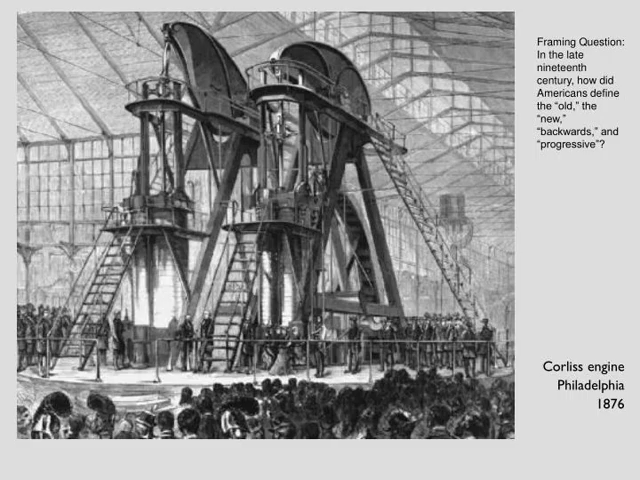 Framing Question:
In the late
nineteenth
century, how did
Americans define
the “old,” the
“new,”
“backwards,” and
“progressive”?
Corliss engine
Philadelphia
1876